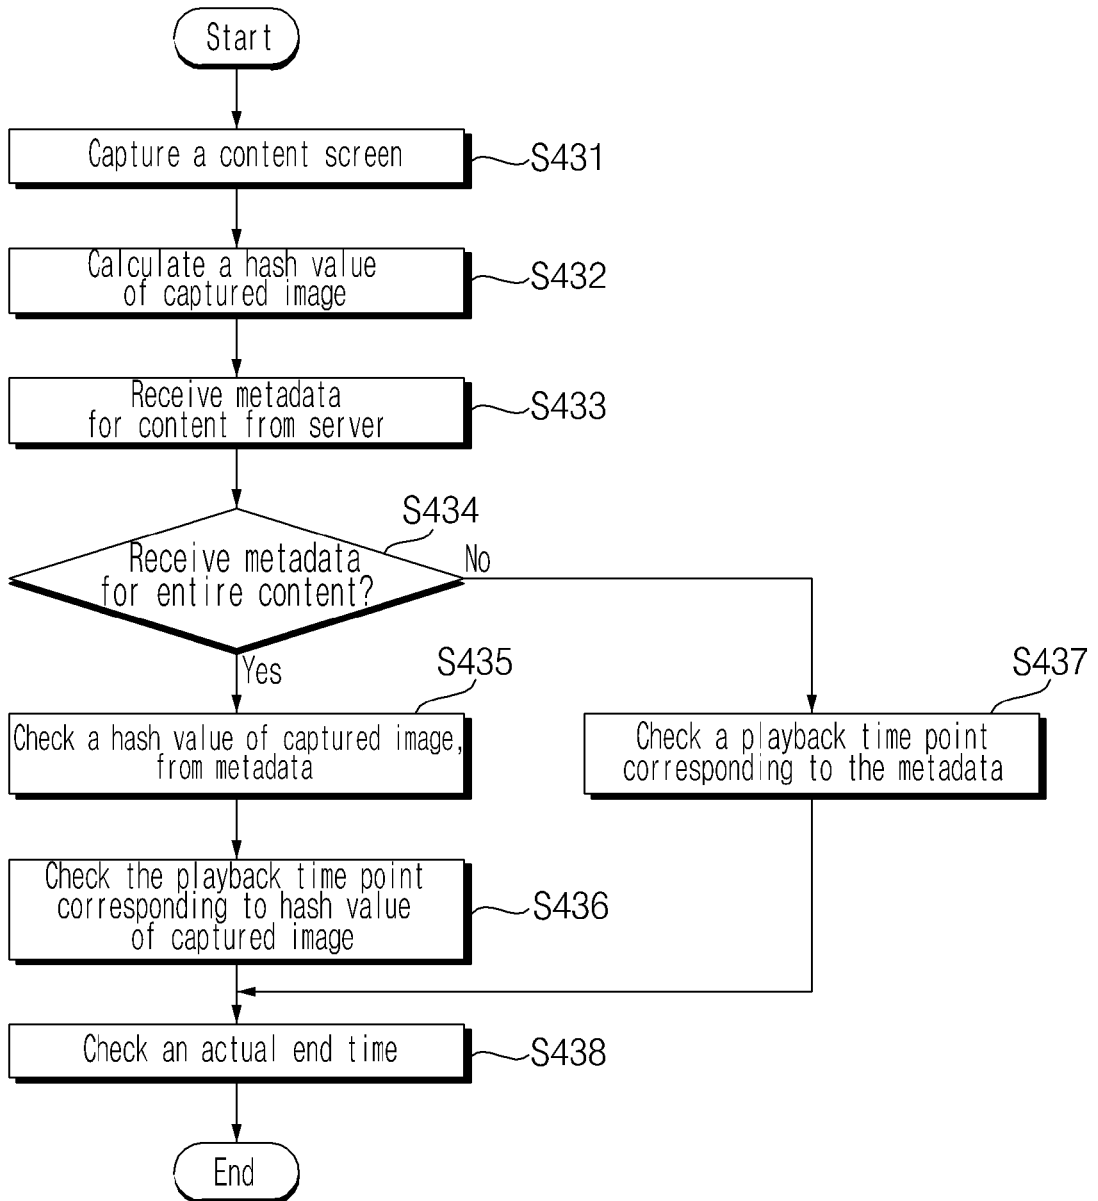 Start
Capture a content screen
S431
Calculate a hash value
of captured image
S432
Receive metadata
for content from server
S433
S434
Receive metadata
for entire content?
No
Yes
S435
S437
Check a hash value of captured image,
from metadata
Check a playback time point
corresponding to the metadata
Check the playback time point
corresponding to hash value
of captured image
S436
Check an actual end time
S438
End